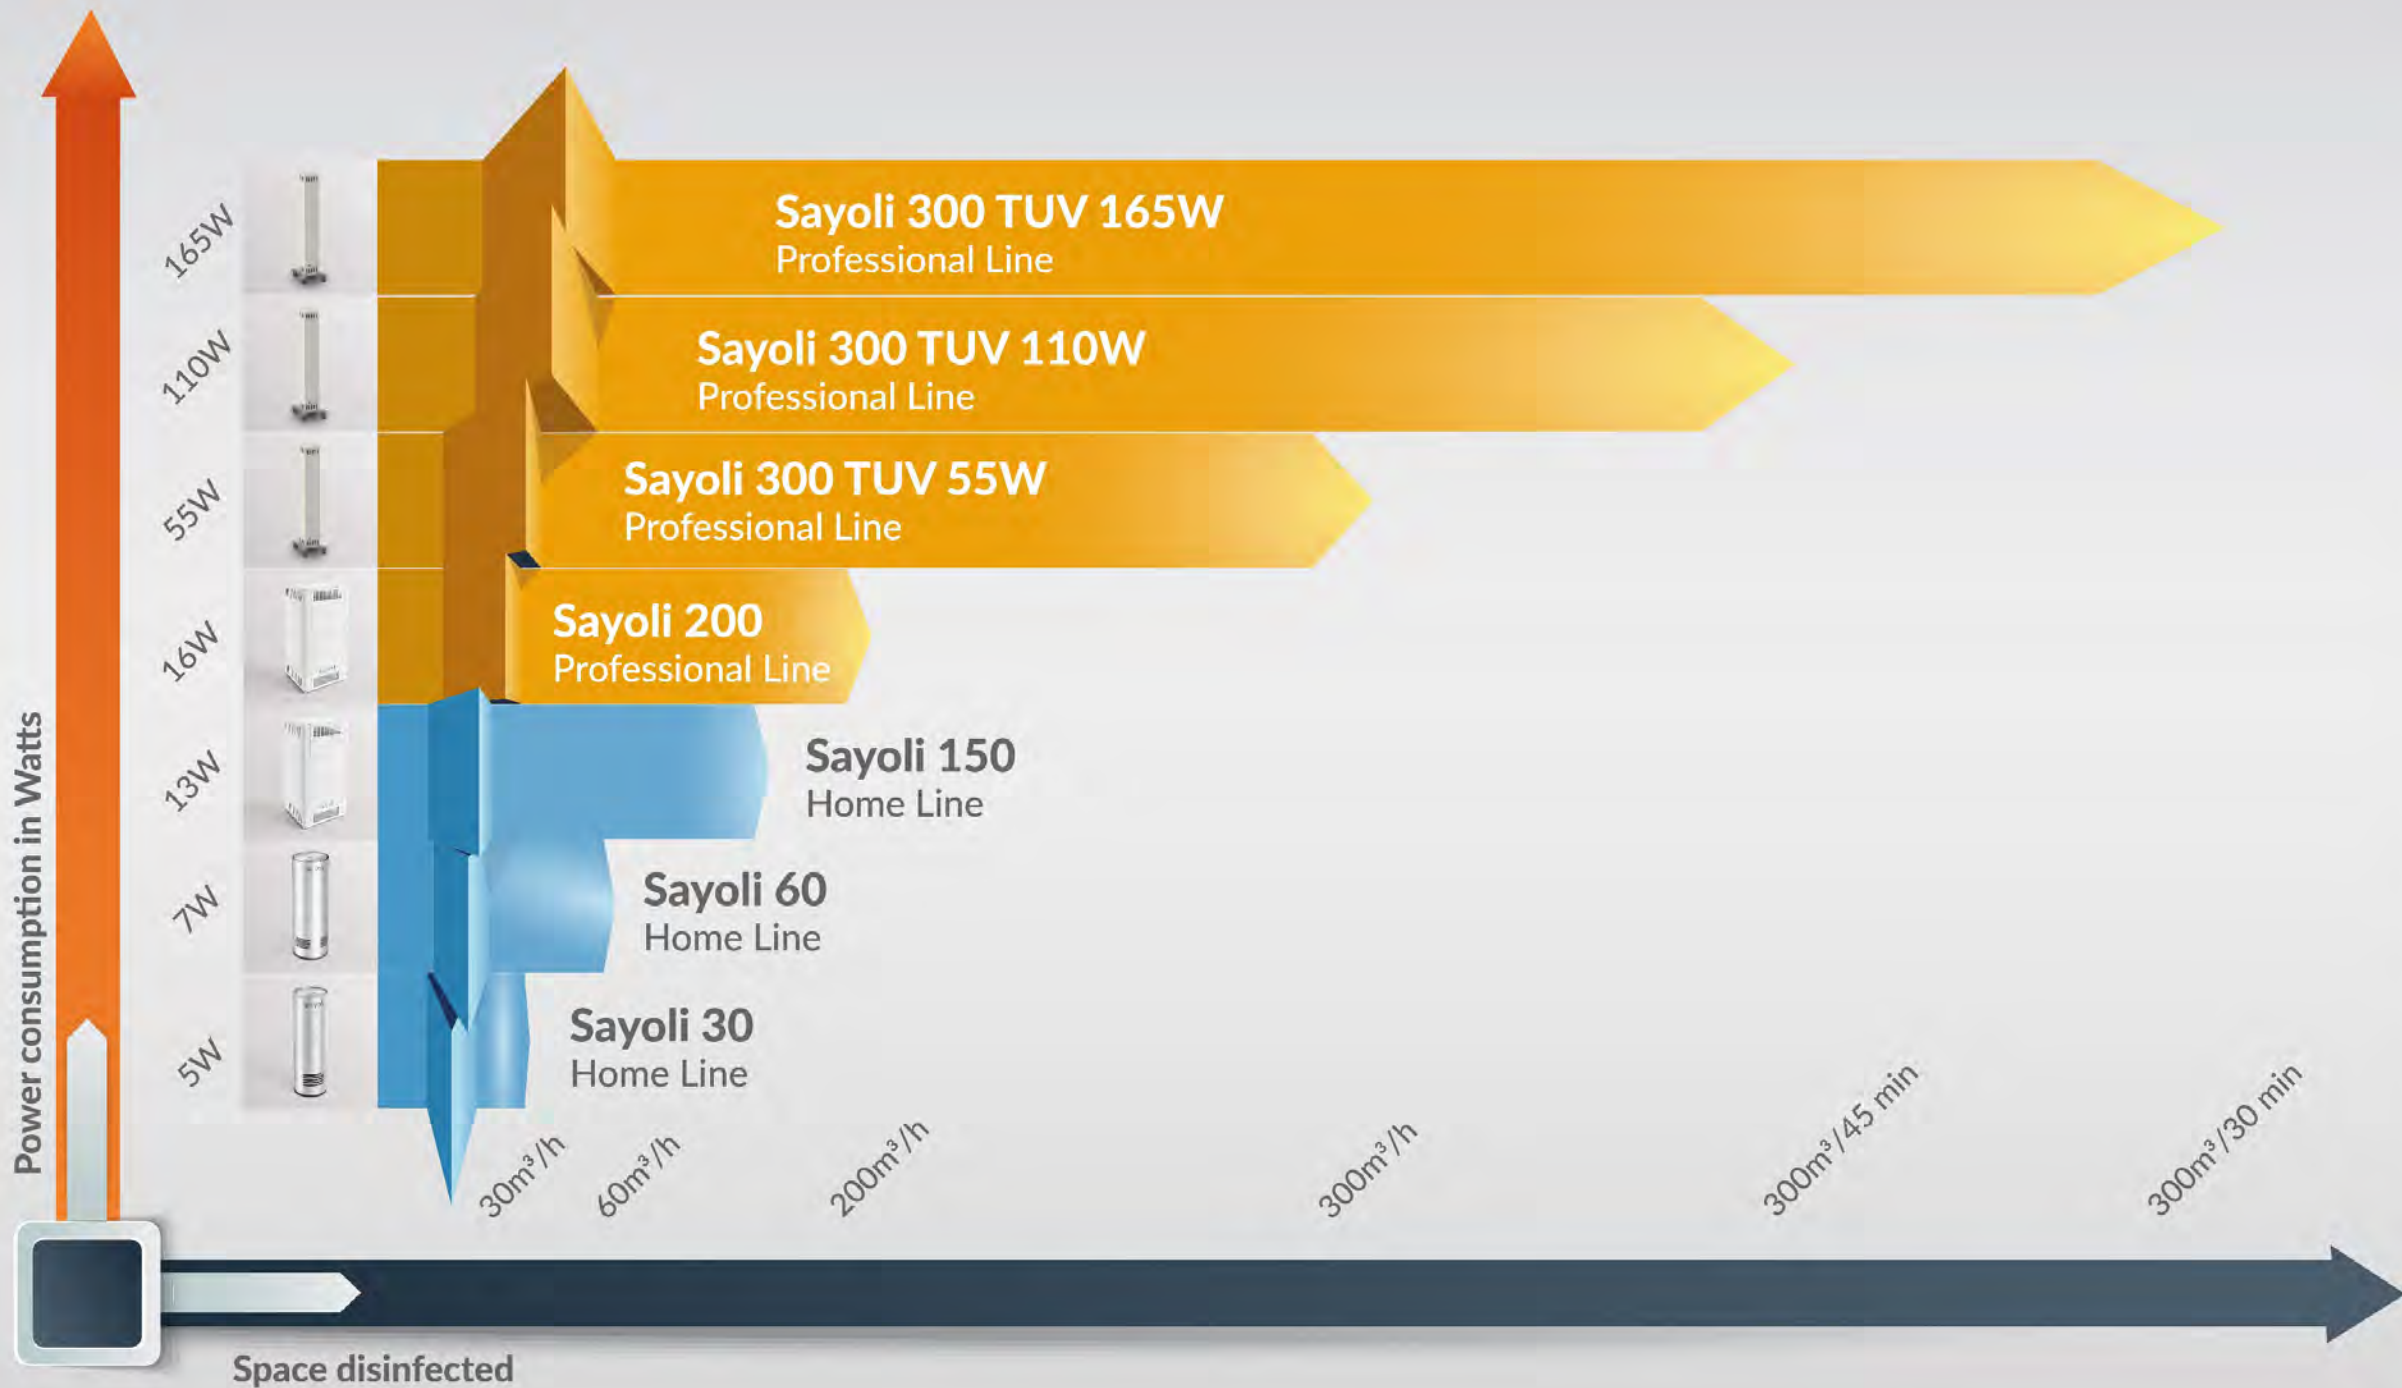 165W
Sayoli 300 TUV 165W
Professional Line
110W
Sayoli 300 TUV 110W
Professional Line
55W
Sayoli 300 TUV 55W
Professional Line
16W
Sayoli 200
Professional Line
13W
Sayoli 150
Home Line
7W
Sayoli 60
Home Line
5W
Sayoli 30
Home Line
Power consumption in Watts
30m³/h
60m³/h
200m³/h
300m³/h
300m³/45 min
300m³/30 min
Space disinfected